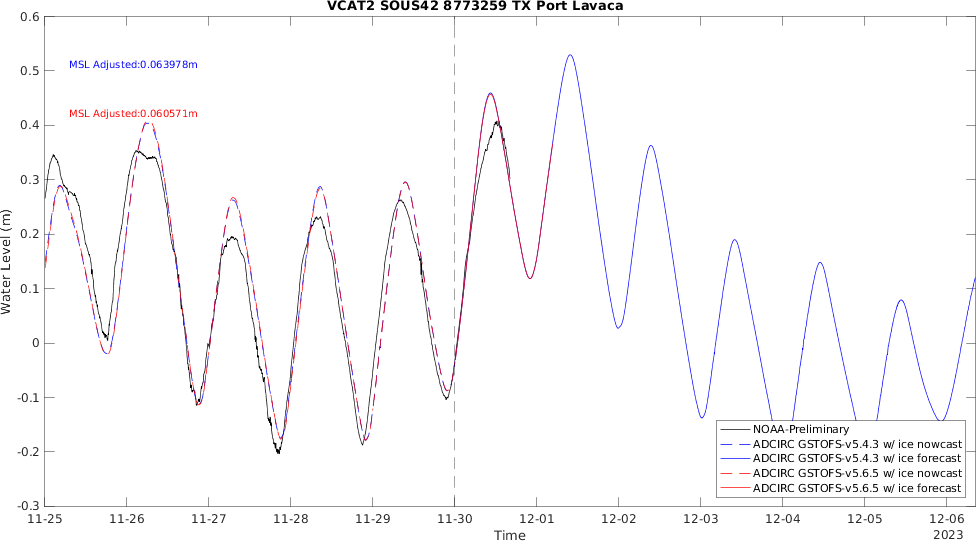 VCAT2 SOUS42 8773259 TX Port Lavaca
0.6
0.5
0.4
0.3
0.2
0.1
0
-0.1
-0.2
-0.3
Water Level (m)
MSL Adjusted:0.063978m
MSL Adjusted:0.060571m
NOAA-Preliminary
ADCIRC GSTOFS-v5.4.3 w/ ice nowcast
ADCIRC GSTOFS-v5.4.3 w/ ice forecast
ADCIRC GSTOFS-v5.6.5 w/ ice nowcast
ADCIRC GSTOFS-v5.6.5 w/ ice forecast
11-25 11-26 11-27 11-28 11-29 11-30 12-01 12-02 12-03 12-04 12-05 12-06
Time
2023